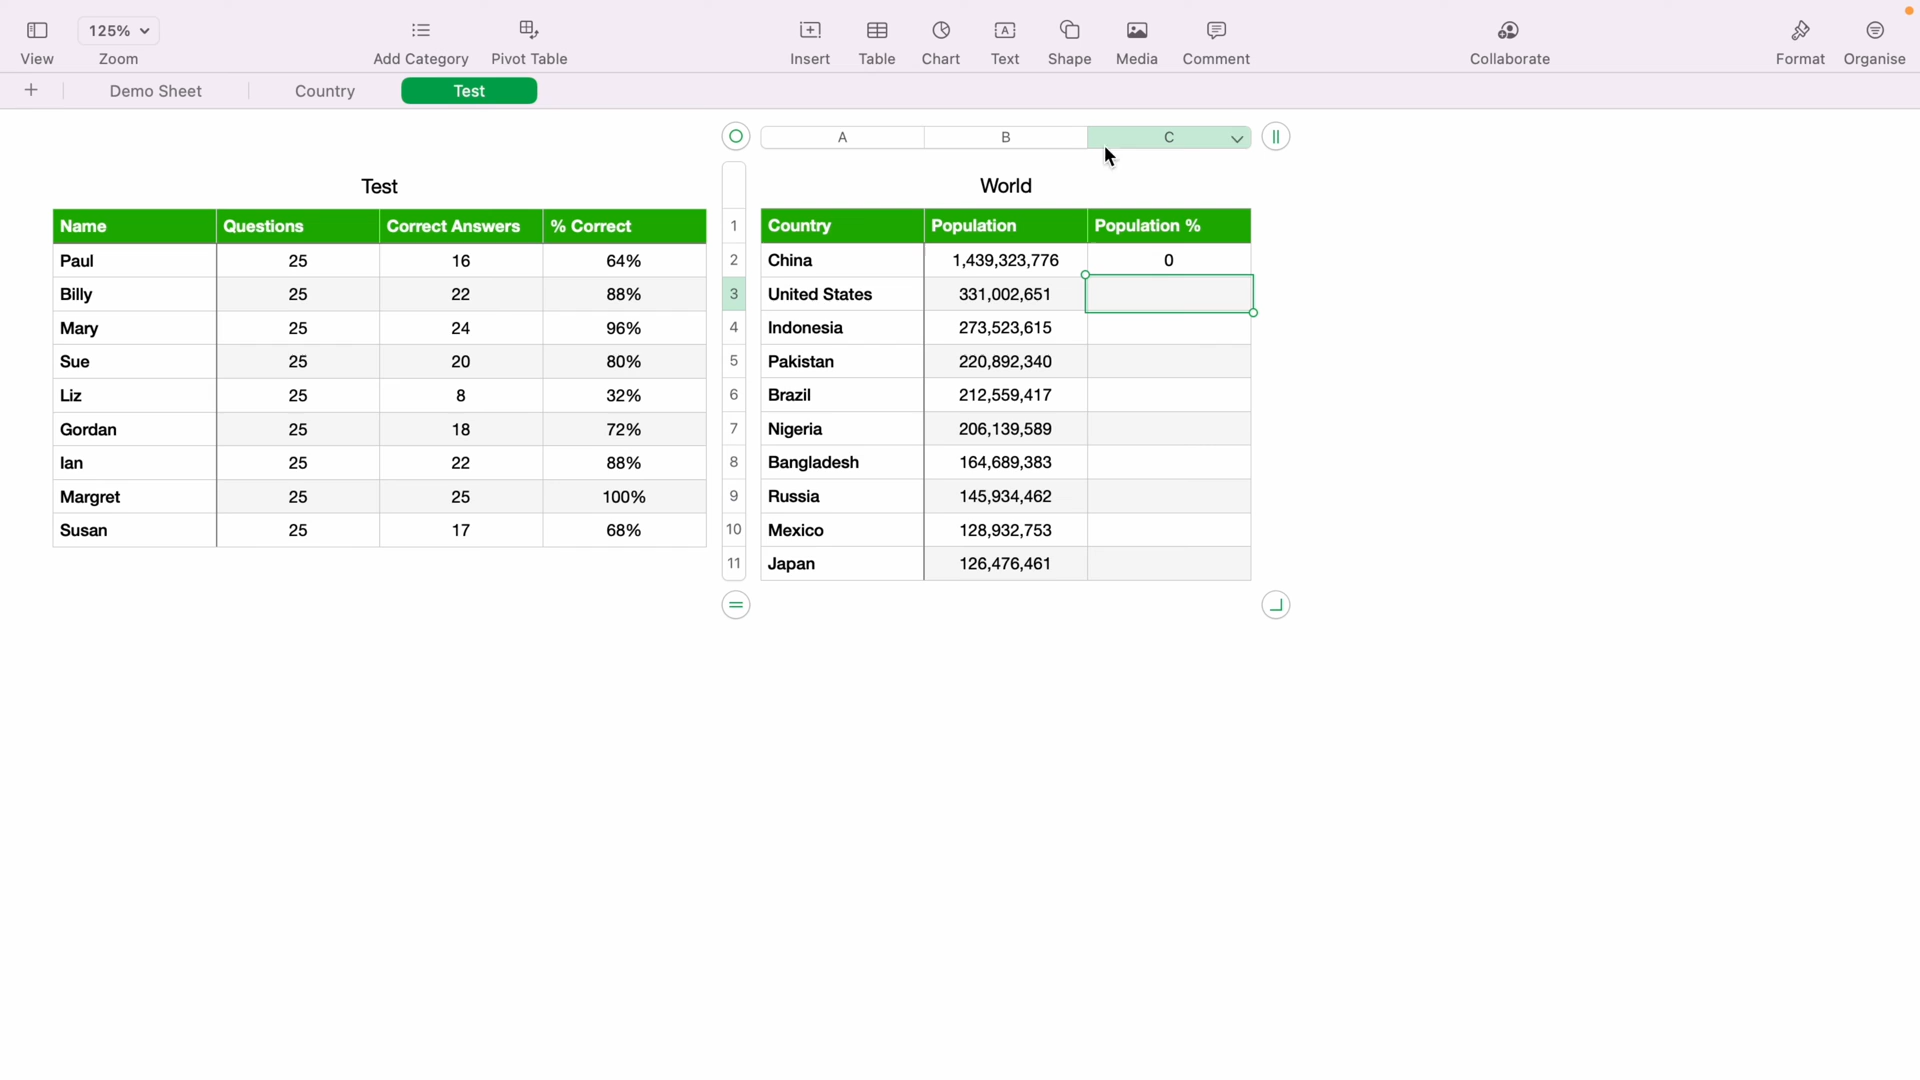 125%
View Zoom Add Category Pivot Table Insert Table Chart Text Shape Media Comment Collaborate Format Organise
+ Demo Sheet Country Test
A B C
Test
Name Questions Correct Answers % Correct
Paul 25 16 64%
Billy 25 22 88%
Mary 25 24 96%
Sue 25 20 80%
Liz 25 8 32%
Gordan 25 18 72%
Ian 25 22 88%
Margret 25 25 100%
Susan 25 17 68%
World
1 Country Population Population %
2 China 1,439,323,776 0
3 United States 331,002,651
4 Indonesia 273,523,615
5 Pakistan 220,892,340
6 Brazil 212,559,417
7 Nigeria 206,139,589
8 Bangladesh 164,689,383
9 Russia 145,934,462
10 Mexico 128,932,753
11 Japan 126,476,461